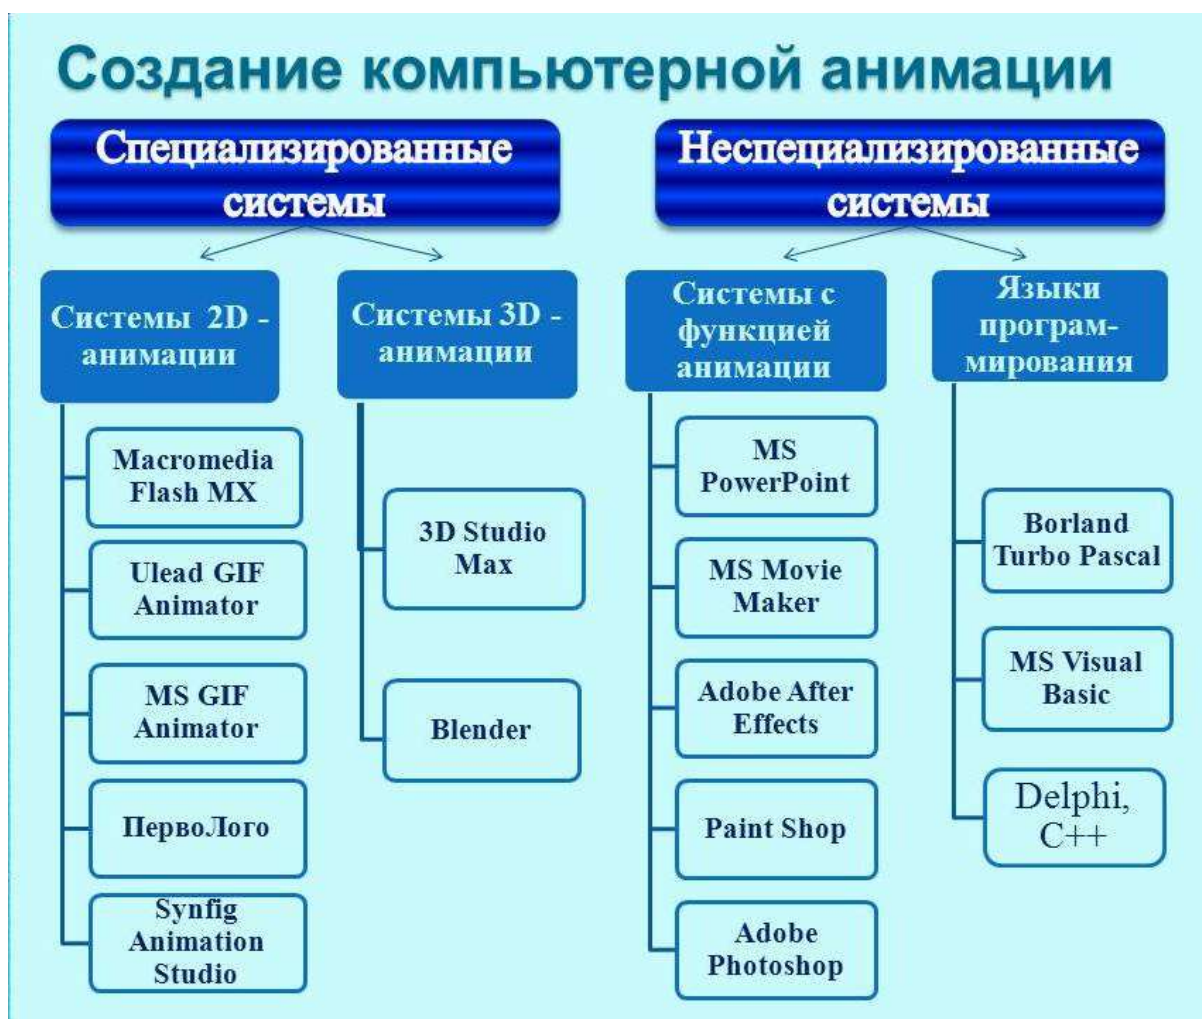 Создание компьютерной анимации
Специализированные
системы
Системы 2D -
анимации
Macromedia
Flash MX
Ulead GIF
Animator
MS GIF
Animator
ПервоЛого
Synfig
Animation
Studio
Системы 3D -
анимации
3D Studio
Max
Blender
Неспециализированные
системы
Системы с
функцией
анимации
MS
PowerPoint
MS Movie
Maker
Adobe After
Effects
Paint Shop
Adobe
Photoshop
Языки
програм-
мирования
Borland
Turbo Pascal
MS Visual
Basic
Delphi,
C++